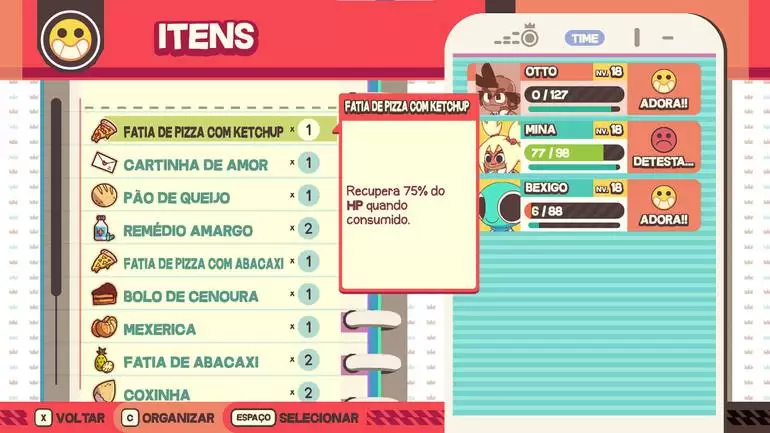 ITENS
FATIA DE PIZZA COM KETCHUP x 1
CARTINHA DE AMOR x 1
PÃO DE QUEIJO x 1
REMÉDIO AMARGO x 2
FATIA DE PIZZA COM ABACAXI x 1
BOLO DE CENOURA x 1
MEXERICA x 1
FATIA DE ABACAXI x 2
COXINHA x 2
FATIA DE PIZZA COM KETCHUP
Recupera 75% do
HP quando
consumido.
TIME
OTTO NV. 18
0 / 127
ADORA!!
MINA NV. 18
77 / 98
DETESTA...
BEXIGO NV. 18
6 / 88
ADORA!!
X VOLTAR C ORGANIZAR ESPAÇO SELECIONAR